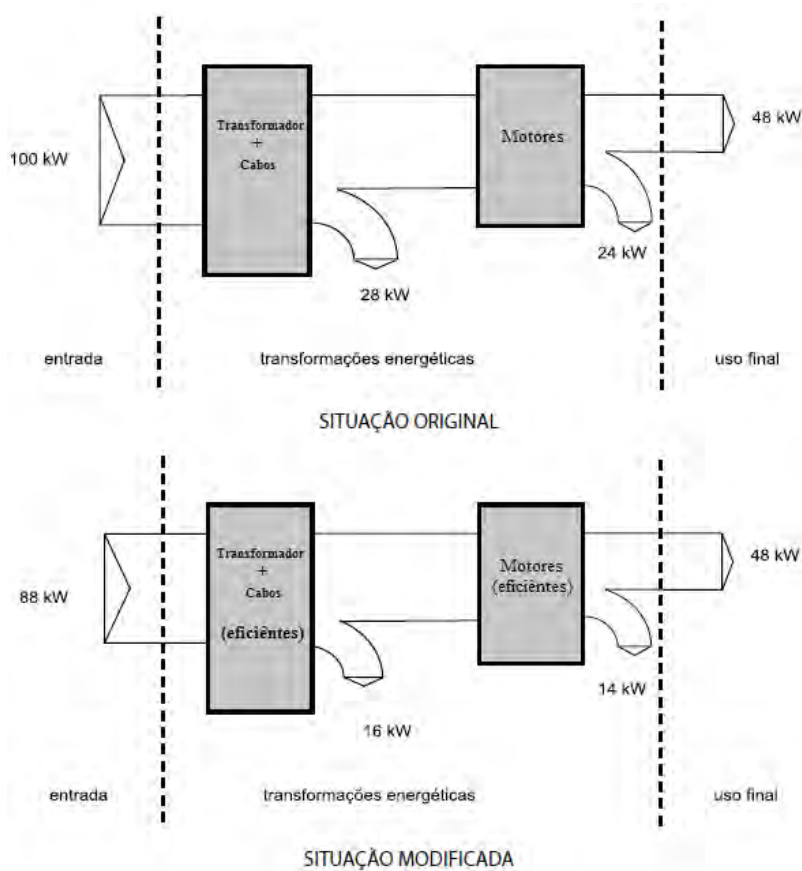 Transformador
+
Cabos
Motores
48 kW
100 kW
24 kW
28 kW
entrada
transformações energéticas
uso final
SITUAÇÃO ORIGINAL
Transformador
+
Cabos
(eficiêntes)
Motores
(eficiêntes)
48 kW
88 kW
14 kW
16 kW
entrada
transformações energéticas
uso final
SITUAÇÃO MODIFICADA